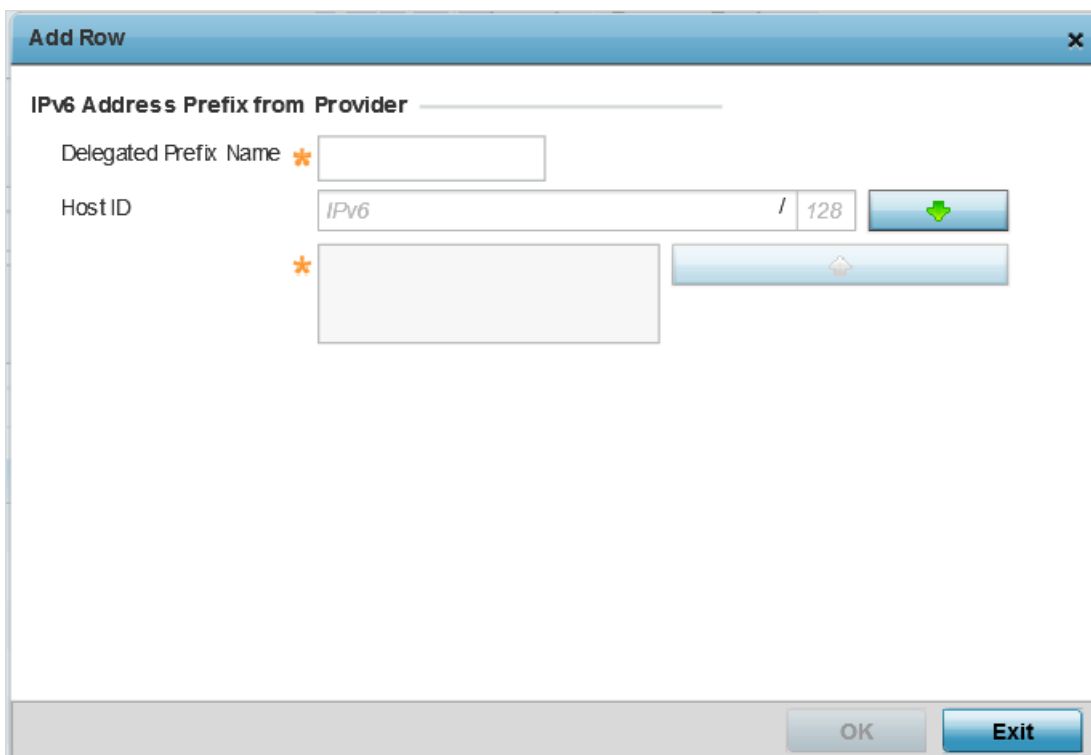 Add Row
IPv6 Address Prefix from Provider
Delegated Prefix Name *
Host ID IPv6 / 128
*
OK Exit